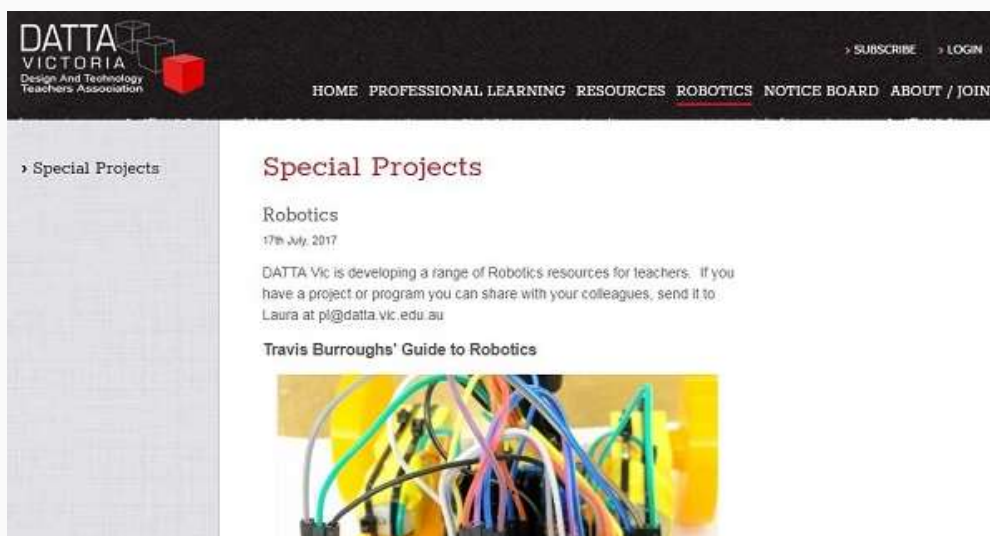 DATTA
VICTORIA
Design And Technology
Teachers Association
› SUBSCRIBE › LOGIN
HOME PROFESSIONAL LEARNING RESOURCES ROBOTICS NOTICE BOARD ABOUT / JOIN
› Special Projects
Special Projects
Robotics
17th July, 2017
DATTA Vic is developing a range of Robotics resources for teachers. If you
have a project or program you can share with your colleagues, send it to
Laura at pl@datta.vic.edu.au
Travis Burroughs' Guide to Robotics